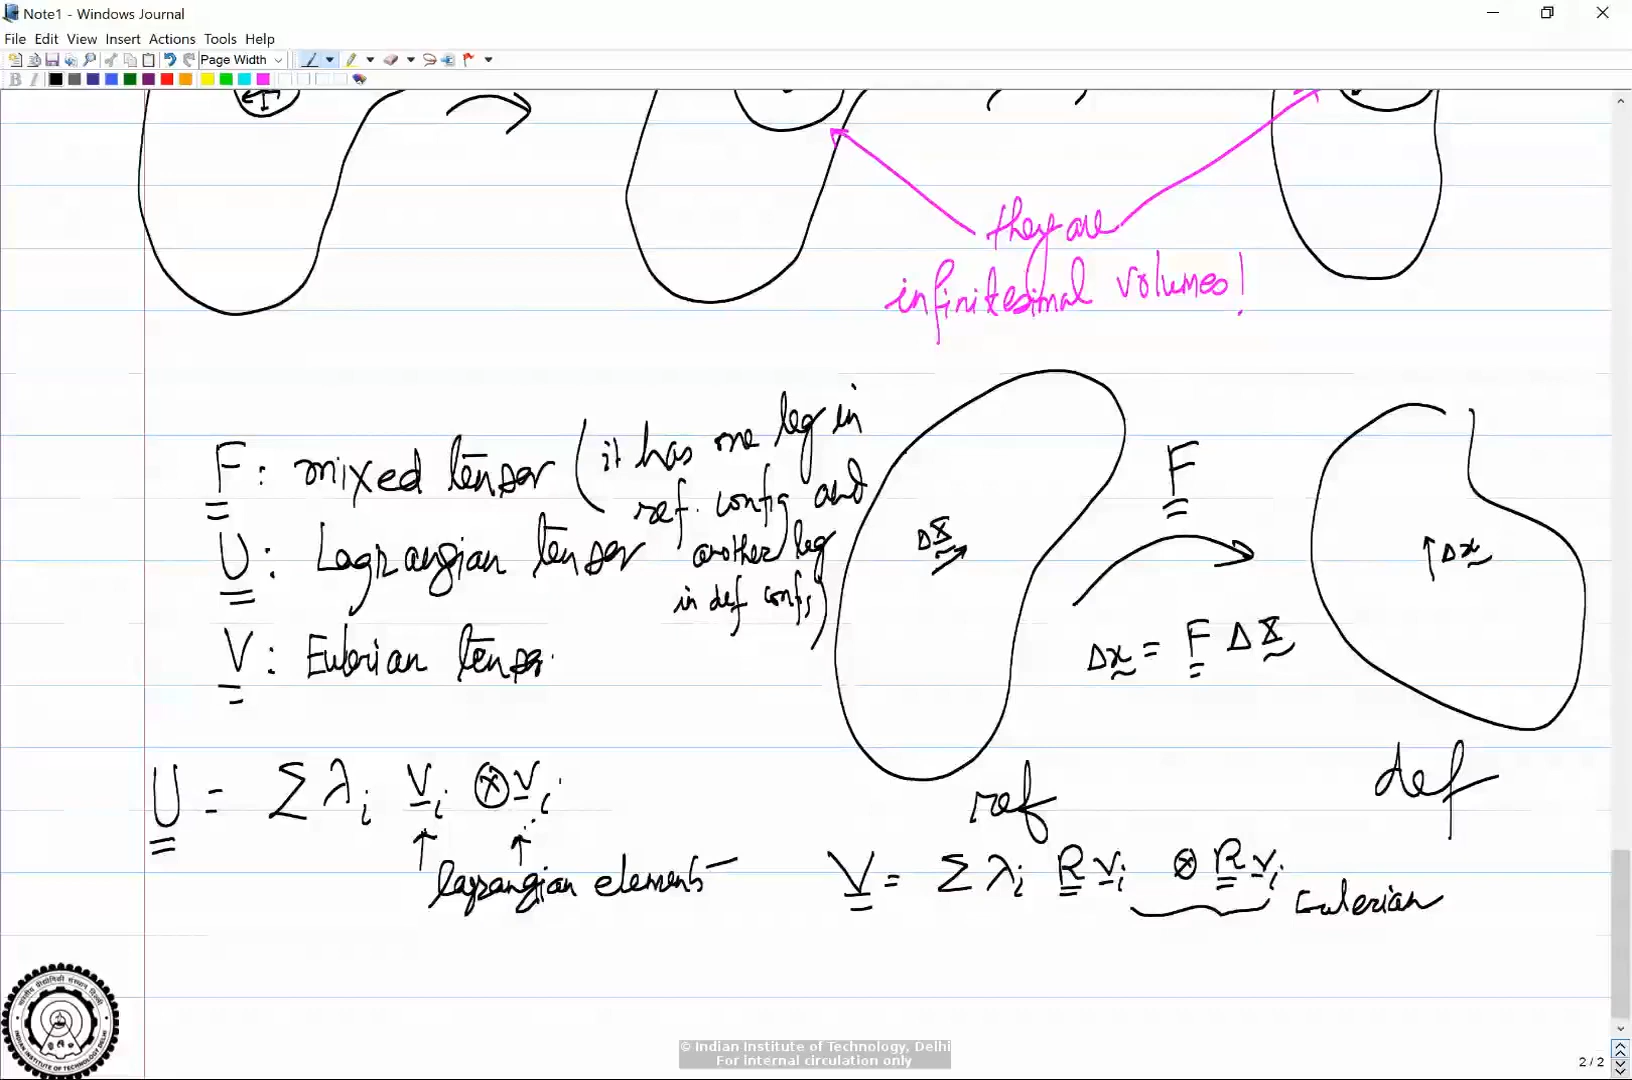 Note1 - Windows Journal
File Edit View Insert Actions Tools Help
Page Width
B I
they are
infinitesimal volumes!
F : mixed tensor (it has one leg in
ref. config and
another leg
in def config)
U : Lagrangian tensor
V : Eulerian tensor
ΔX
F
Δx = F ΔX
Δx
ref
def
U = Σ λi vi ⊗ vi
lagrangian elements
V = Σ λi R vi ⊗ R vi
Eulerian
© Indian Institute of Technology, Delhi
For internal circulation only
2 / 2